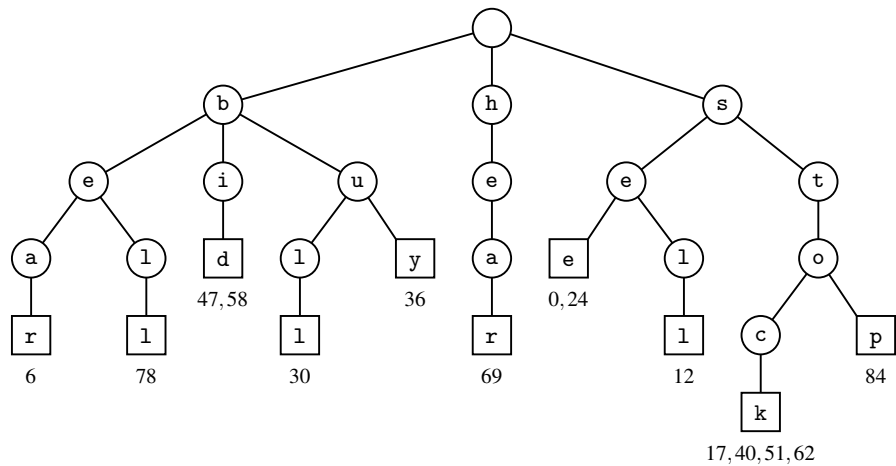 b h s
e i u e e t
a l d l y a e l o
47,58 36 0,24
r l l r l c p
6 78 30 69 12 84
k
17,40,51,62